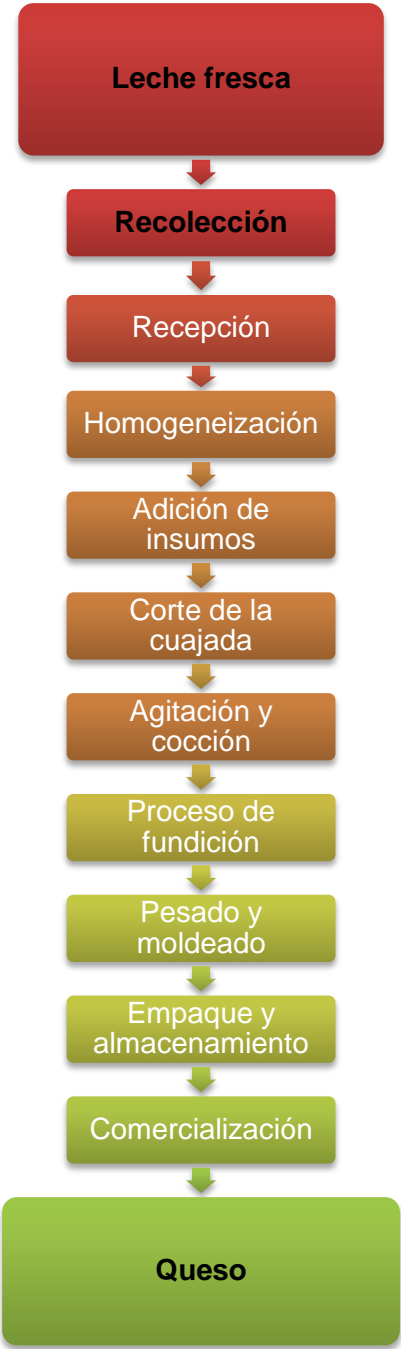 Leche fresca
Recolección
Recepción
Homogeneización
Adición de
insumos
Corte de la
cuajada
Agitación y
cocción
Proceso de
fundición
Pesado y
moldeado
Empaque y
almacenamiento
Comercialización
Queso